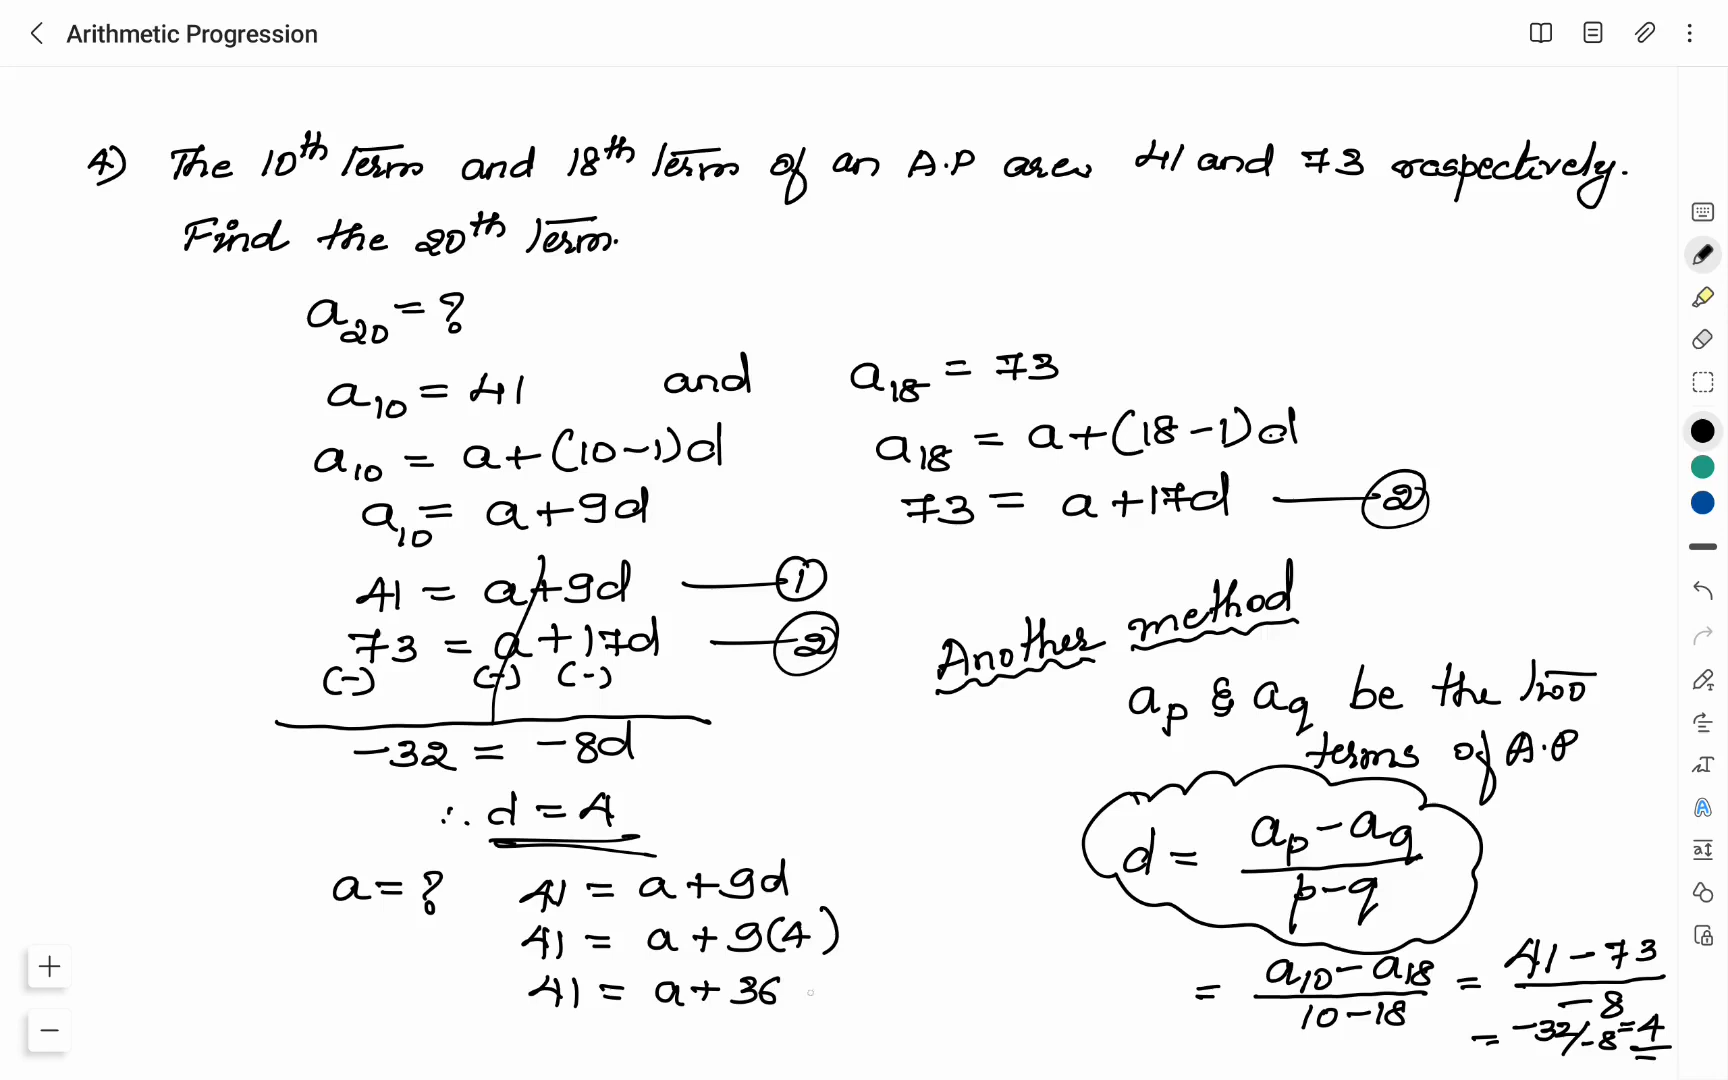 Arithmetic Progression
4) The 10th Term and 18th Term of an A.P are 41 and 73 respectively.
Find the 20th Term.
a20 = ?
a10 = 41 and a18 = 73
a10 = a+(10-1)d
a18 = a+(18-1)d
a10 = a+9d
73 = a+17d — ②
41 = a+9d — ①
73 = a+17d — ②
(-) (-) (-)
-32 = -8d
∴ d = 4
a = ?
41 = a+9d
41 = a+9(4)
41 = a+36
Another method
ap & aq be the two
terms of A.P
d = (ap-aq)/(p-q)
= (a10-a18)/(10-18) = (41-73)/-8
= -32/-8 = 4